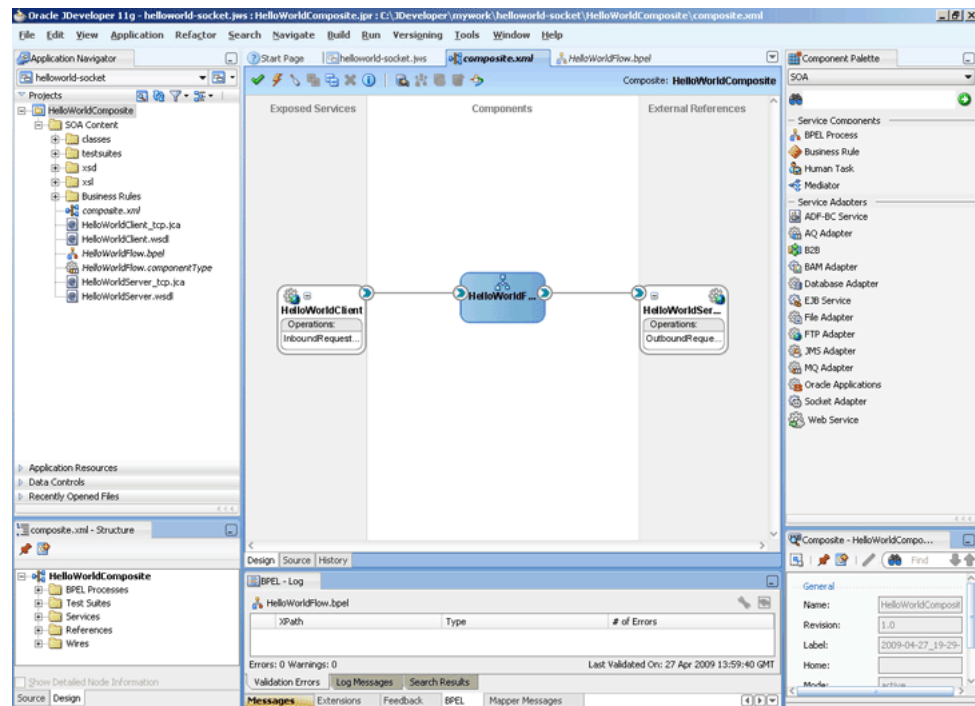 Oracle JDeveloper 11g - helloworld-socket.jws : HelloWorldComposite.jpr : C:\JDeveloper\mywork\helloworld-socket\HelloWorldComposite\composite.xml
File Edit View Application Refactor Search Navigate Build Run Versioning Tools Window Help
Application Navigator
helloworld-socket
Projects
HelloWorldComposite
SOA Content
classes
testsuites
xsd
xsl
Business Rules
composite.xml
HelloWorldClient_tcp.jca
HelloWorldClient.wsdl
HelloWorldFlow.bpel
HelloWorldFlow.componentType
HelloWorldServer_tcp.jca
HelloWorldServer.wsdl
Application Resources
Data Controls
Recently Opened Files
composite.xml - Structure
HelloWorldComposite
BPEL Processes
Test Suites
Services
References
Wires
Show Detailed Node Information
Source Design
Start Page helloworld-socket.jws composite.xml HelloWorldFlow.bpel
Composite: HelloWorldComposite
Exposed Services Components External References
HelloWorldClient
Operations:
InboundRequest...
HelloWorldF...
HelloWorldSer...
Operations:
OutboundReque...
Design Source History
BPEL - Log
HelloWorldFlow.bpel
XPath Type # of Errors
Errors: 0 Warnings: 0 Last Validated On: 27 Apr 2009 13:59:40 GMT
Validation Errors Log Messages Search Results
Messages Extensions Feedback BPEL Mapper Messages
Component Palette
SOA
Service Components
BPEL Process
Business Rule
Human Task
Mediator
Service Adapters
ADF-BC Service
AQ Adapter
B2B
BAM Adapter
Database Adapter
EJB Service
File Adapter
FTP Adapter
JMS Adapter
MQ Adapter
Oracle Applications
Socket Adapter
Web Service
Composite - HelloWorldCompo...
Find
General
Name: HelloWorldComposit
Revision: 1.0
Label: 2009-04-27_19-29-
Home:
Mode: active